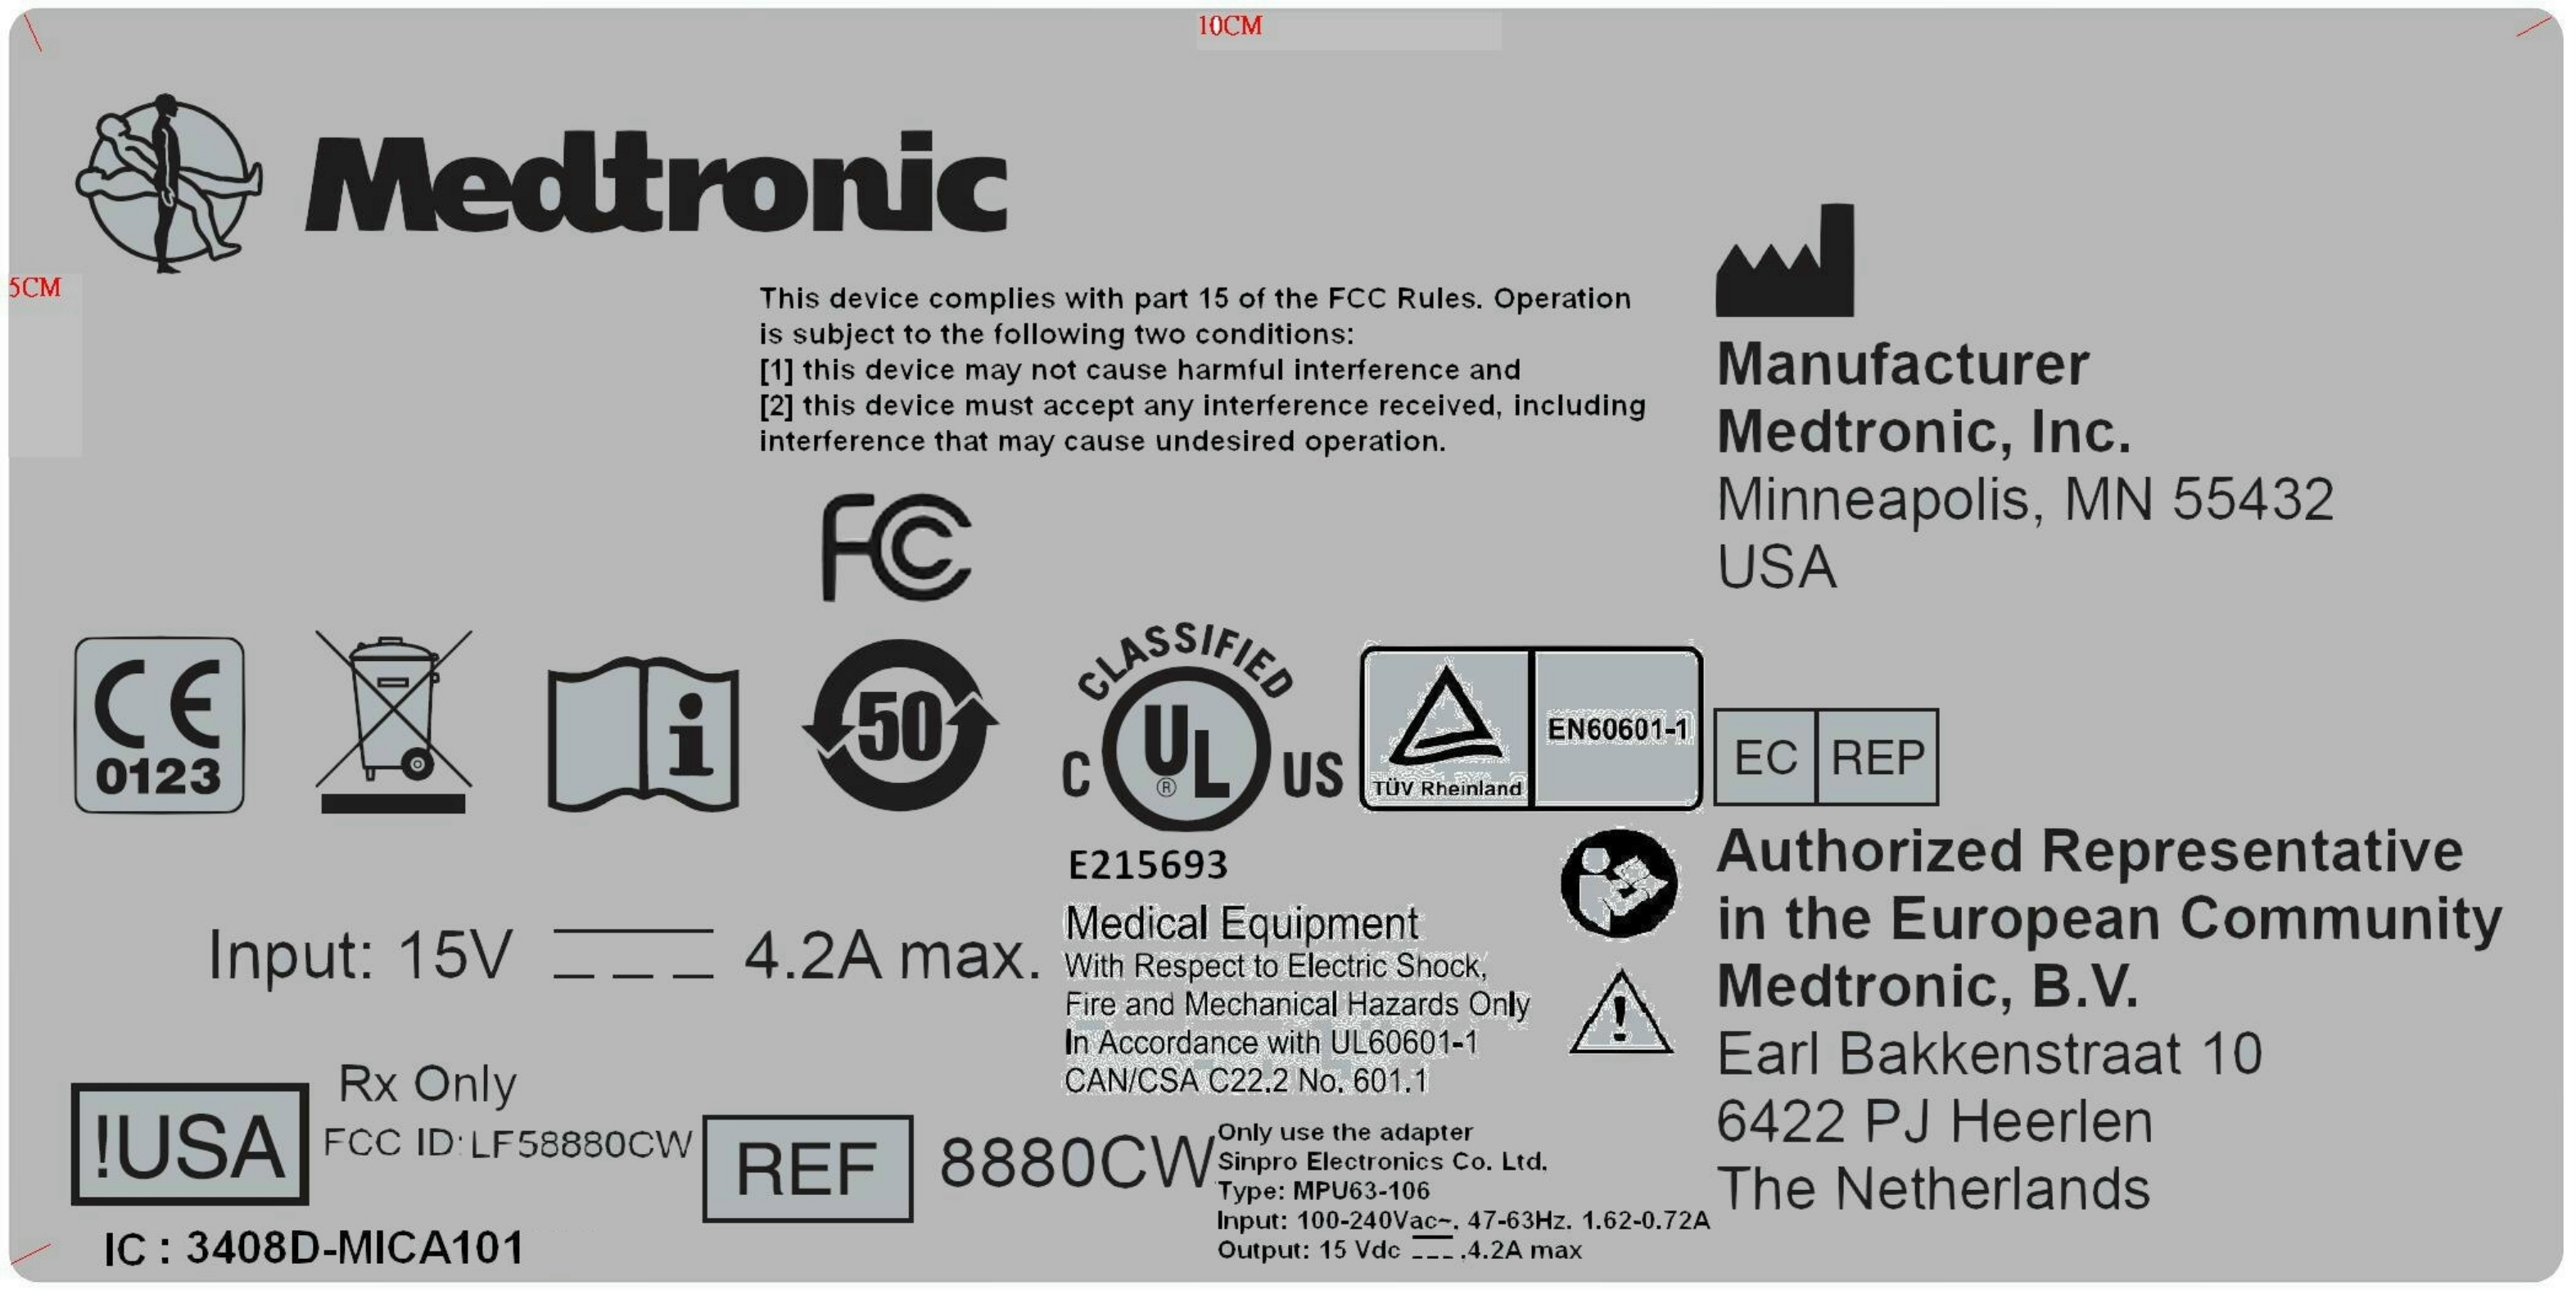 10CM
Medtronic
5CM
This device complies with part 15 of the FCC Rules. Operation
is subject to the following two conditions:
[1] this device may not cause harmful interference and
[2] this device must accept any interference received, including
interference that may cause undesired operation.
FC
Manufacturer
Medtronic, Inc.
Minneapolis, MN 55432
USA
CE
0123
i
50
CLASSIFIED
C UL US
®
E215693
Medical Equipment
With Respect to Electric Shock,
Fire and Mechanical Hazards Only
In Accordance with UL60601-1
CAN/CSA C22.2 No. 601.1
TÜV Rheinland
EN60601-1
EC REP
Authorized Representative
in the European Community
Medtronic, B.V.
Earl Bakkenstraat 10
6422 PJ Heerlen
The Netherlands
Input: 15V 4.2A max.
!USA
Rx Only
FCC ID:LF58880CW
REF 8880CW
IC : 3408D-MICA101
Only use the adapter
Sinpro Electronics Co. Ltd.
Type: MPU63-106
Input: 100-240Vac~. 47-63Hz. 1.62-0.72A
Output: 15 Vdc .4.2A max